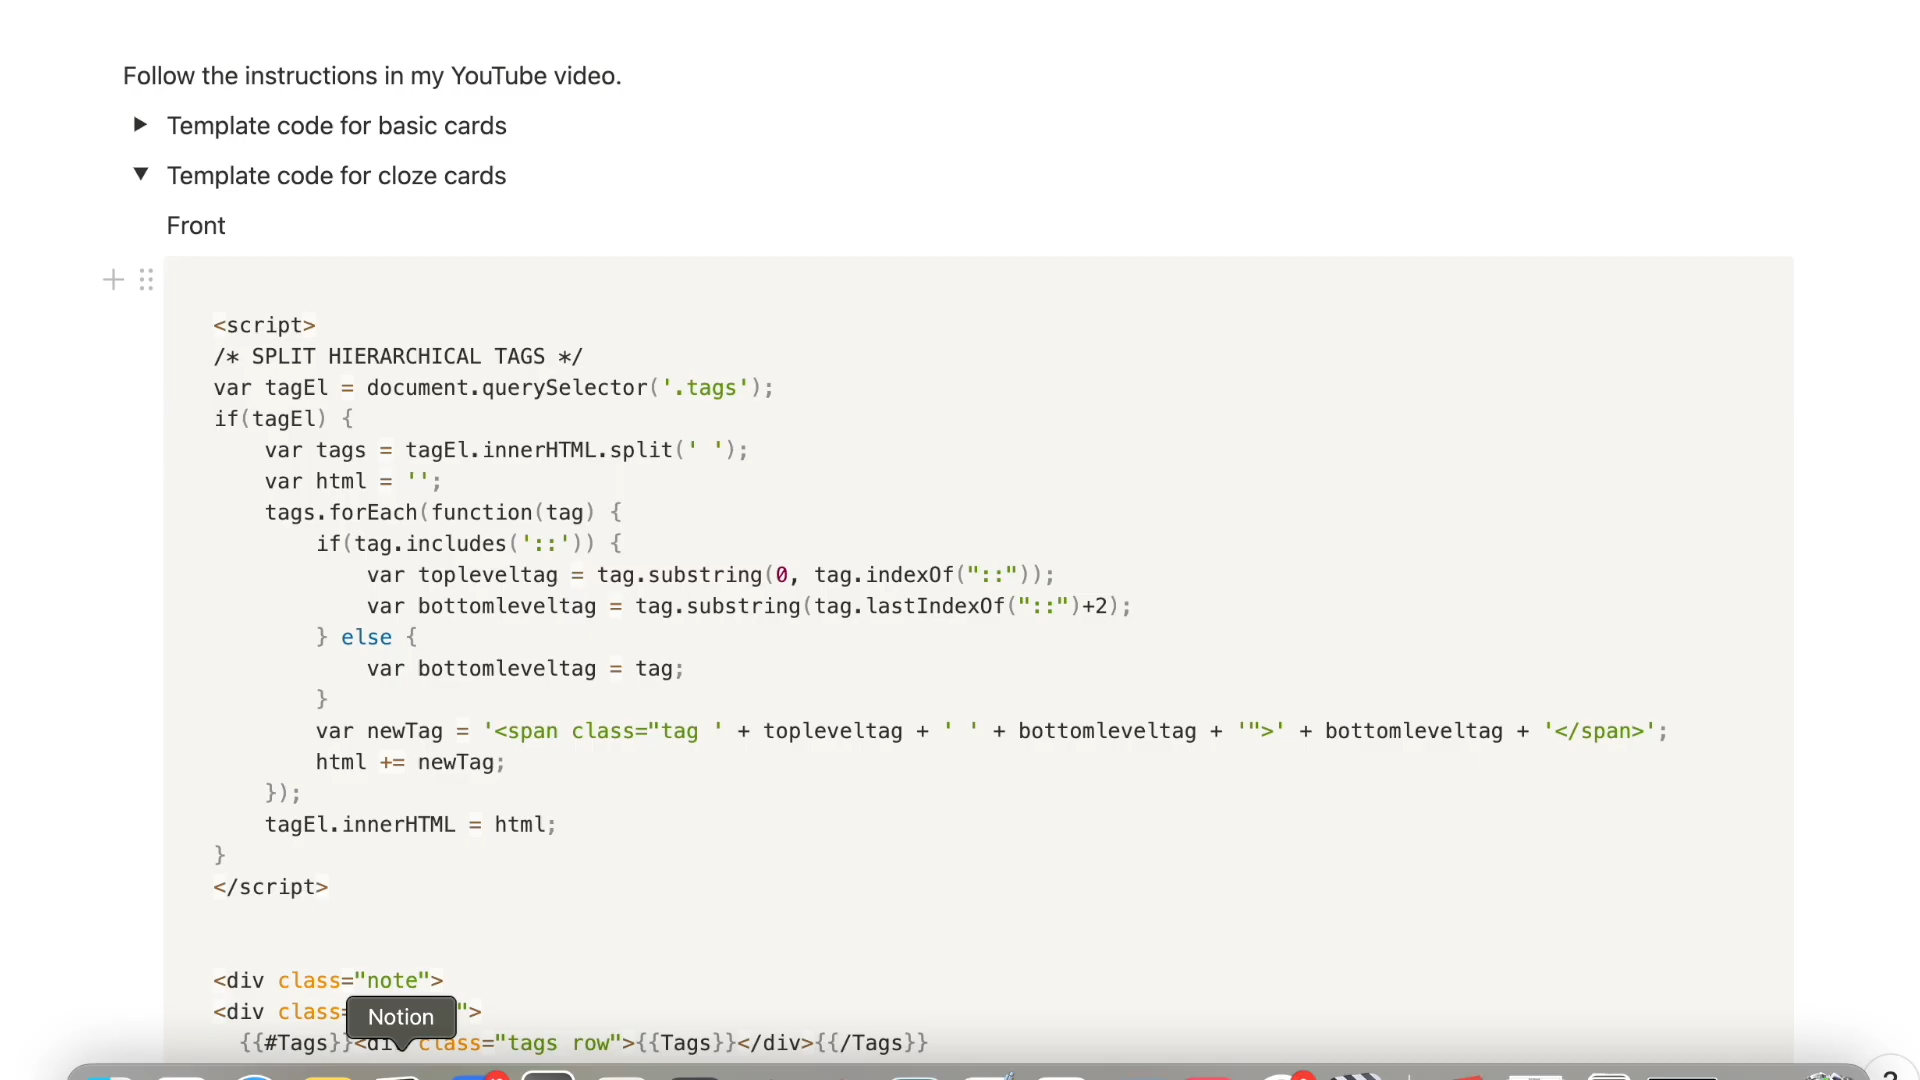 Follow the instructions in my YouTube video.
Template code for basic cards
Template code for cloze cards
Front
<script>
/* SPLIT HIERARCHICAL TAGS */
var tagEl = document.querySelector('.tags');
if(tagEl) {
    var tags = tagEl.innerHTML.split(' ');
    var html = '';
    tags.forEach(function(tag) {
        if(tag.includes('::')) {
            var topleveltag = tag.substring(0, tag.indexOf("::"));
            var bottomleveltag = tag.substring(tag.lastIndexOf("::")+2);
        } else {
            var bottomleveltag = tag;
        }
        var newTag = '<span class="tag ' + topleveltag + ' ' + bottomleveltag + '">' + bottomleveltag + '</span>';
        html += newTag;
    });
    tagEl.innerHTML = html;
}
</script>
<div class="note">
<div class= ">
Notion
{{#Tags}}<div class="tags row">{{Tags}}</div>{{/Tags}}